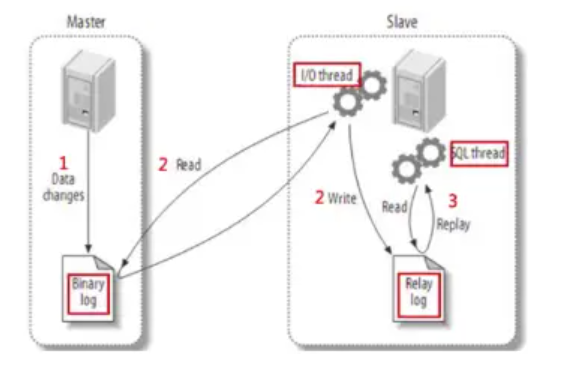 Master
Slave
I/O thread
1
Data
changes
2 Read
SQL thread
2 Write
Read
3
Replay
Binary
log
Relay
log